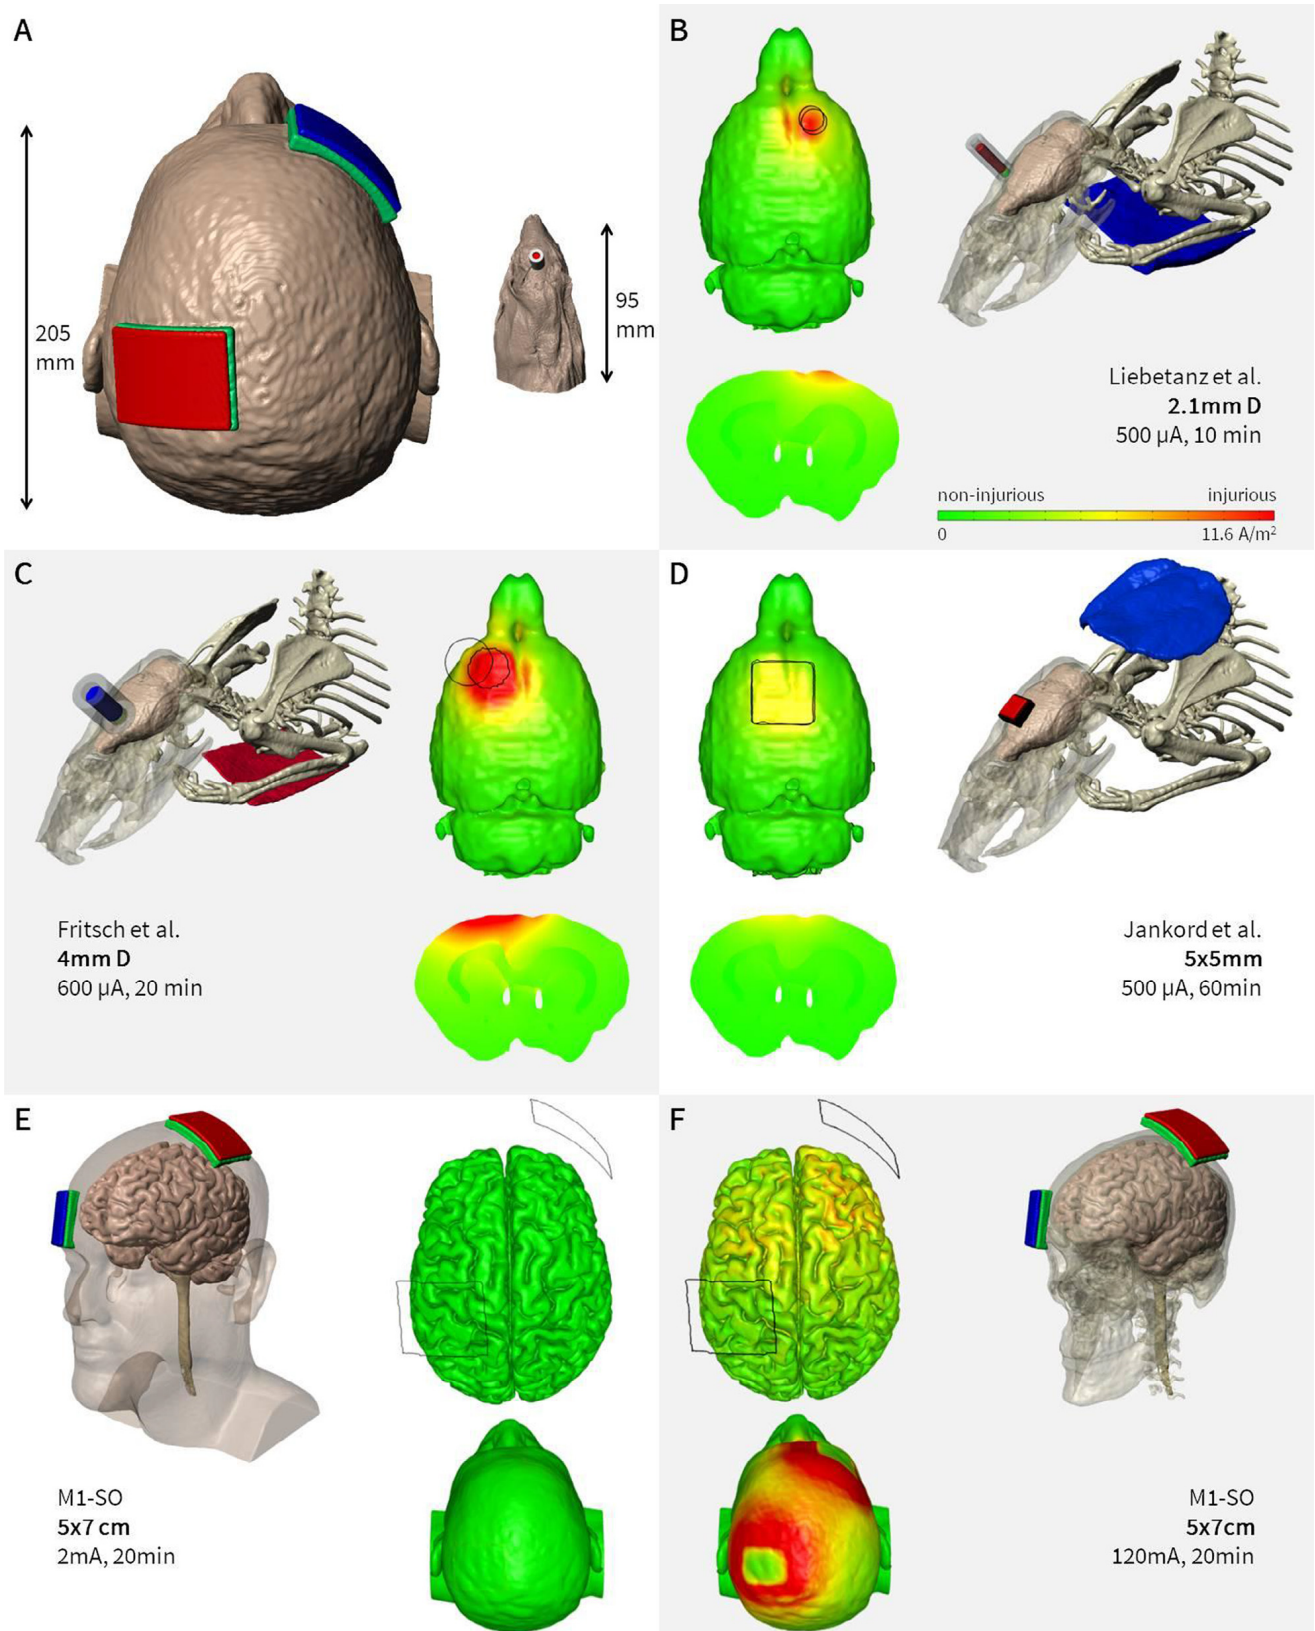 A
205
mm
95
mm
B
Liebetanz et al.
2.1mm D
500 µA, 10 min
non-injurious injurious
0 11.6 A/m²
C
Fritsch et al.
4mm D
600 µA, 20 min
D
Jankord et al.
5x5mm
500 µA, 60min
E
M1-SO
5x7 cm
2mA, 20min
F
M1-SO
5x7cm
120mA, 20min